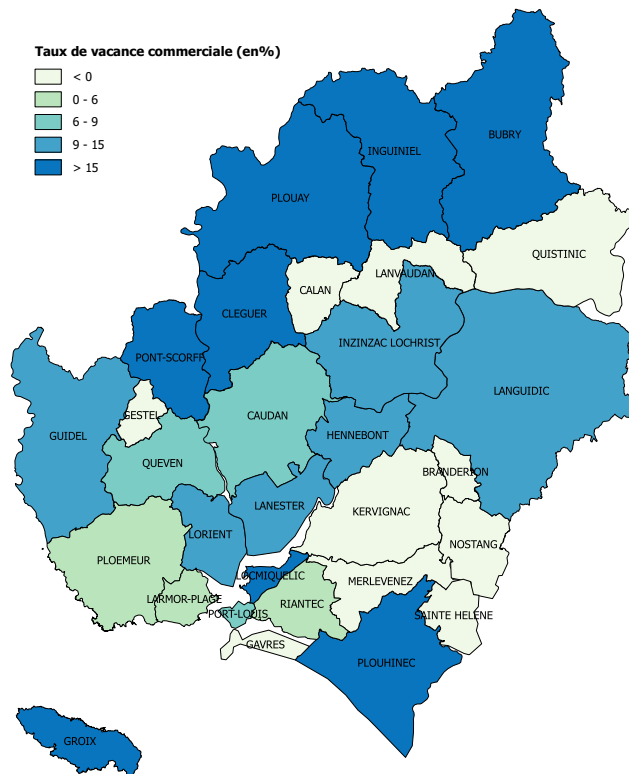 Taux de vacance commerciale (en%)
< 0
0 - 6
6 - 9
9 - 15
> 15
BUBRY
INGUINIEL
PLOUAY
QUISTINIC
LANVAUDAN
CALAN
CLEGUER
INZINZAC LOCHRIST
PONT-SCORFF
LANGUIDIC
GESTEL
CAUDAN
GUIDEL
HENNEBONT
QUEVEN
BRANDERION
LANESTER
KERVIGNAC
LORIENT
NOSTANG
PLOEMEUR
LOCMIQUELIC
MERLEVENEZ
LARMOR-PLAGE
RIANTEC
PORT-LOUIS
SAINTE HELENE
GAVRES
PLOUHINEC
GROIX